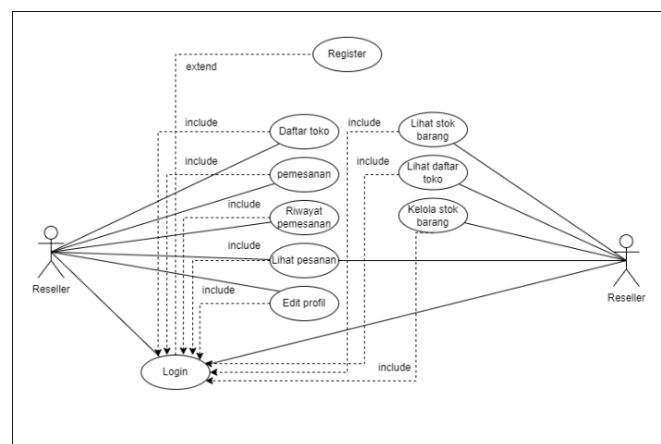 Register
extend
include
Daftar toko
include
Lihat stok
barang
include
pemesanan
include
Lihat daftar
toko
include
Riwayat
pemesanan
Kelola stok
barang
include
Lihat pesanan
Reseller
Reseller
include
Edit profil
Login
include